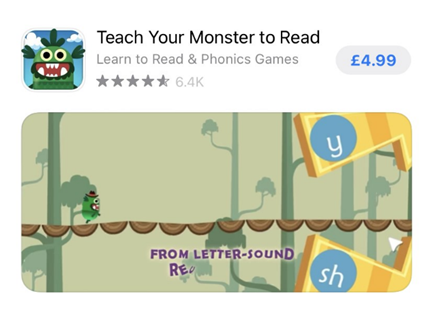 Teach Your Monster to Read
Learn to Read & Phonics Games
£4.99
6.4K
y
FROM LETTER-SOUND
sh